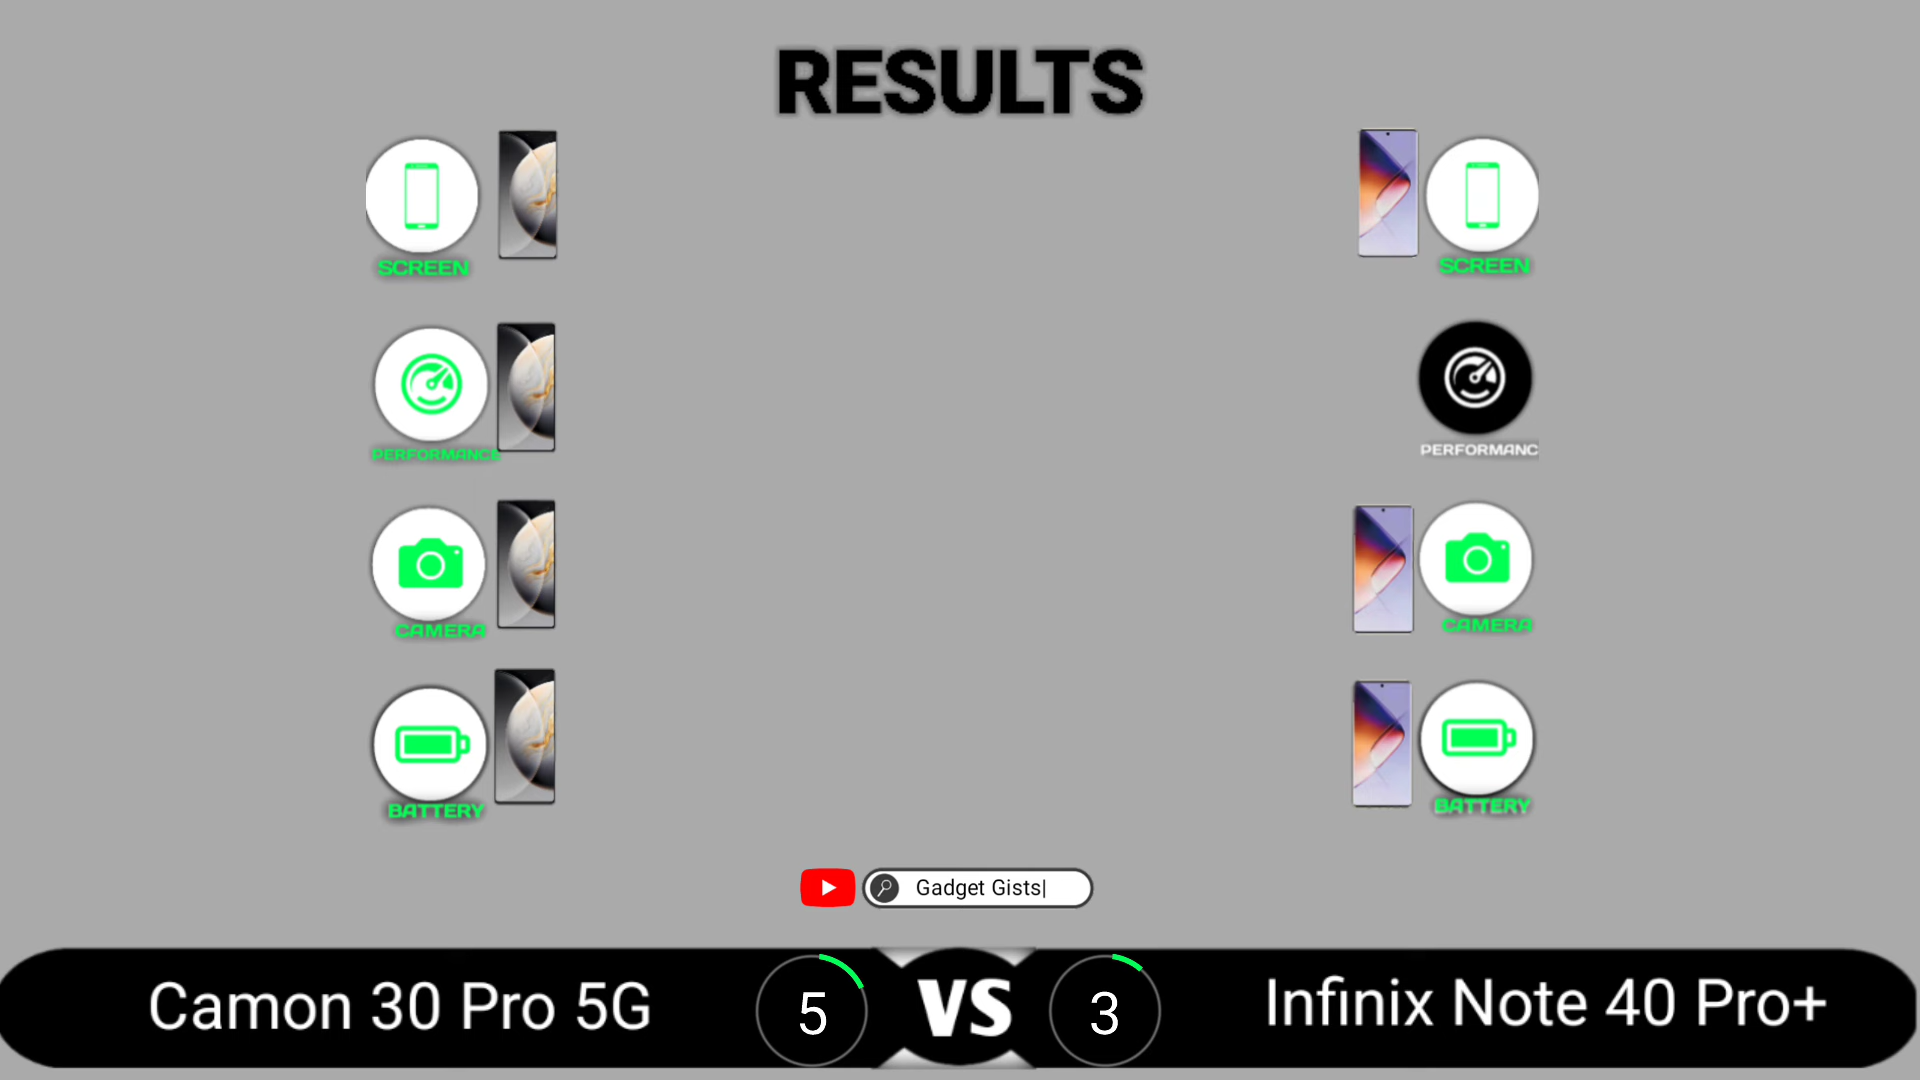 RESULTS
SCREEN
SCREEN
PERFORMANCE
PERFORMANC
CAMERA
CAMERA
BATTERY
BATTERY
Gadget Gists|
Camon 30 Pro 5G
5
VS
3
Infinix Note 40 Pro+